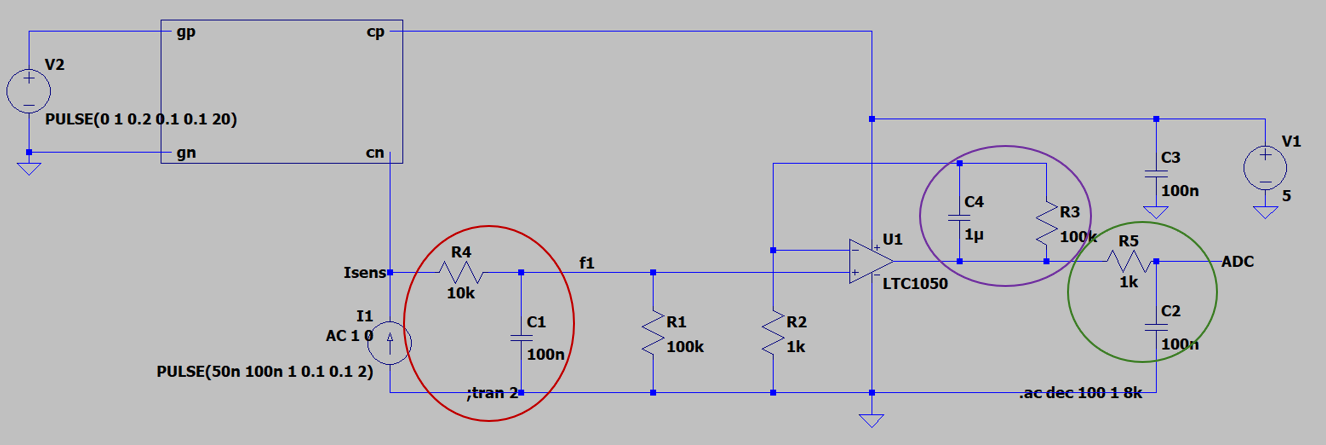 gp
cp
V2
PULSE(0 1 0.2 0.1 0.1 20)
gn
cn
V1
5
C3
100n
C4
1µ
R3
100k
U1
LTC1050
R5
1k
ADC
C2
100n
Isens
R4
10k
f1
I1
AC 1 0
PULSE(50n 100n 1 0.1 0.1 2)
C1
100n
R1
100k
R2
1k
;tran 2
.ac dec 100 1 8k